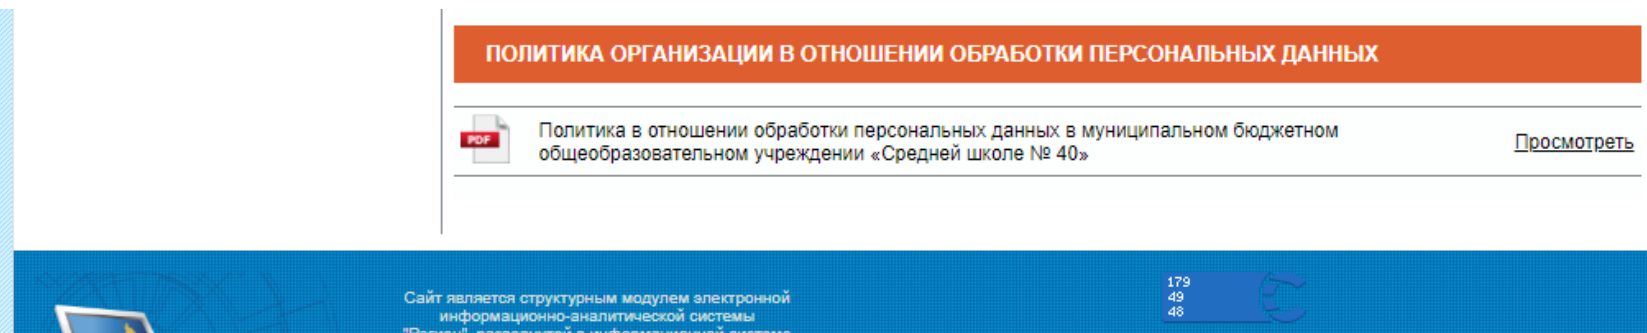 ПОЛИТИКА ОРГАНИЗАЦИИ В ОТНОШЕНИИ ОБРАБОТКИ ПЕРСОНАЛЬНЫХ ДАННЫХ
PDF
Политика в отношении обработки персональных данных в муниципальном бюджетном
общеобразовательном учреждении «Средней школе № 40»
Просмотреть
Сайт является структурным модулем электронной
информационно-аналитической системы
179
49
48